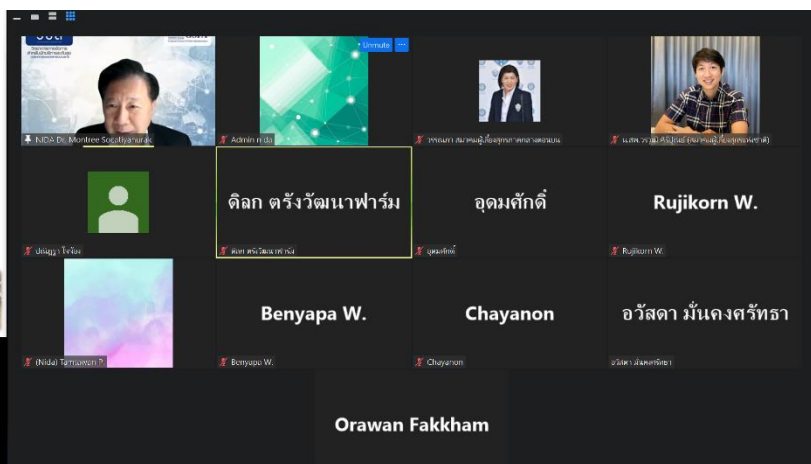 Unmute
NIDA Dr. Montree Socatiyanurak
Admin nida
ดิลก ตรังวัฒนาฟาร์ม
อุดมศักดิ์
Rujikorn W.
ดิลก ตรังวัฒนาฟาร์ม
อุดมศักดิ์
Rujikorn W.
Benyapa W.
Chayanon
อวัสดา มั่นคงศรัทธา
(Nida)
Benyapa W.
Chayanon
อวัสดา มั่นคงศรัทธา
Orawan Fakkham